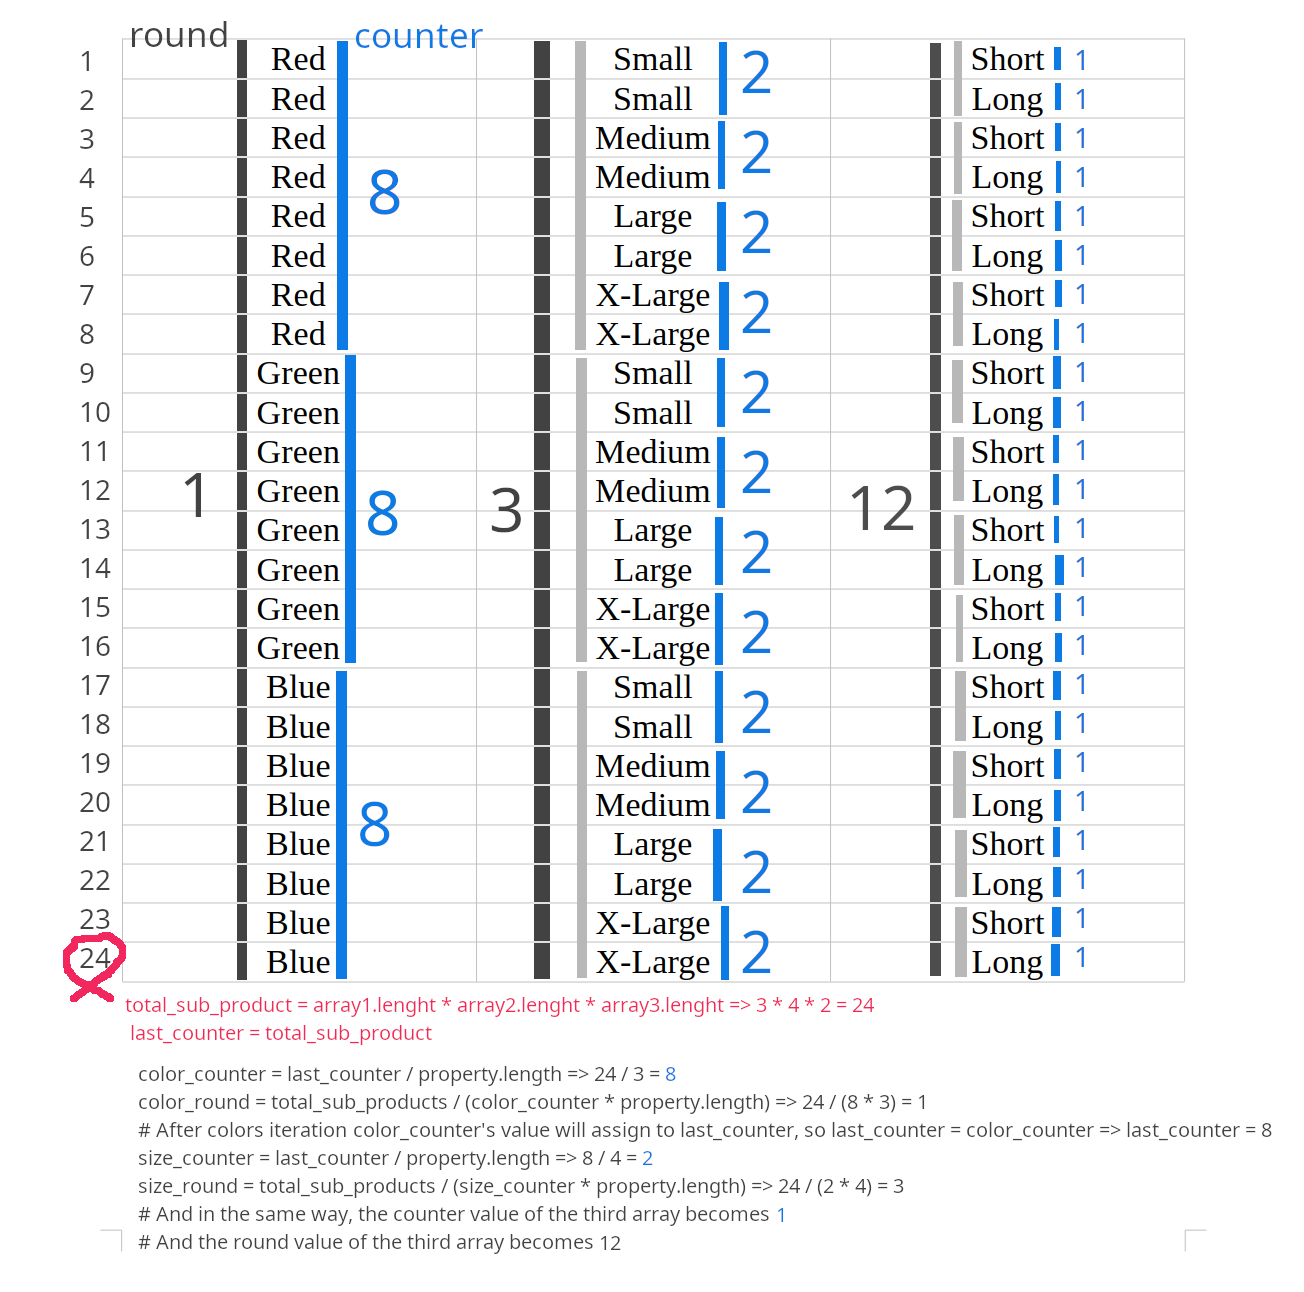 round counter
1 Red Small 2 Short 1
2 Red Small Long 1
3 Red Medium 2 Short 1
4 Red 8 Medium Long 1
5 Red Large 2 Short 1
6 Red Large Long 1
7 Red X-Large 2 Short 1
8 Red X-Large Long 1
9 Green Small 2 Short 1
10 Green Small Long 1
11 Green Medium 2 Short 1
12 1 Green 3 Medium 12 Long 1
13 Green 8 Large 2 Short 1
14 Green Large Long 1
15 Green X-Large 2 Short 1
16 Green X-Large Long 1
17 Blue Small 2 Short 1
18 Blue Small Long 1
19 Blue Medium 2 Short 1
20 Blue 8 Medium Long 1
21 Blue Large 2 Short 1
22 Blue Large Long 1
23 Blue X-Large 2 Short 1
24 Blue X-Large Long 1
total_sub_product = array1.lenght * array2.lenght * array3.lenght => 3 * 4 * 2 = 24
last_counter = total_sub_product
color_counter = last_counter / property.length => 24 / 3 = 8
color_round = total_sub_products / (color_counter * property.length) => 24 / (8 * 3) = 1
# After colors iteration color_counter's value will assign to last_counter, so last_counter = color_counter => last_counter = 8
size_counter = last_counter / property.length => 8 / 4 = 2
size_round = total_sub_products / (size_counter * property.length) => 24 / (2 * 4) = 3
# And in the same way, the counter value of the third array becomes 1
# And the round value of the third array becomes 12